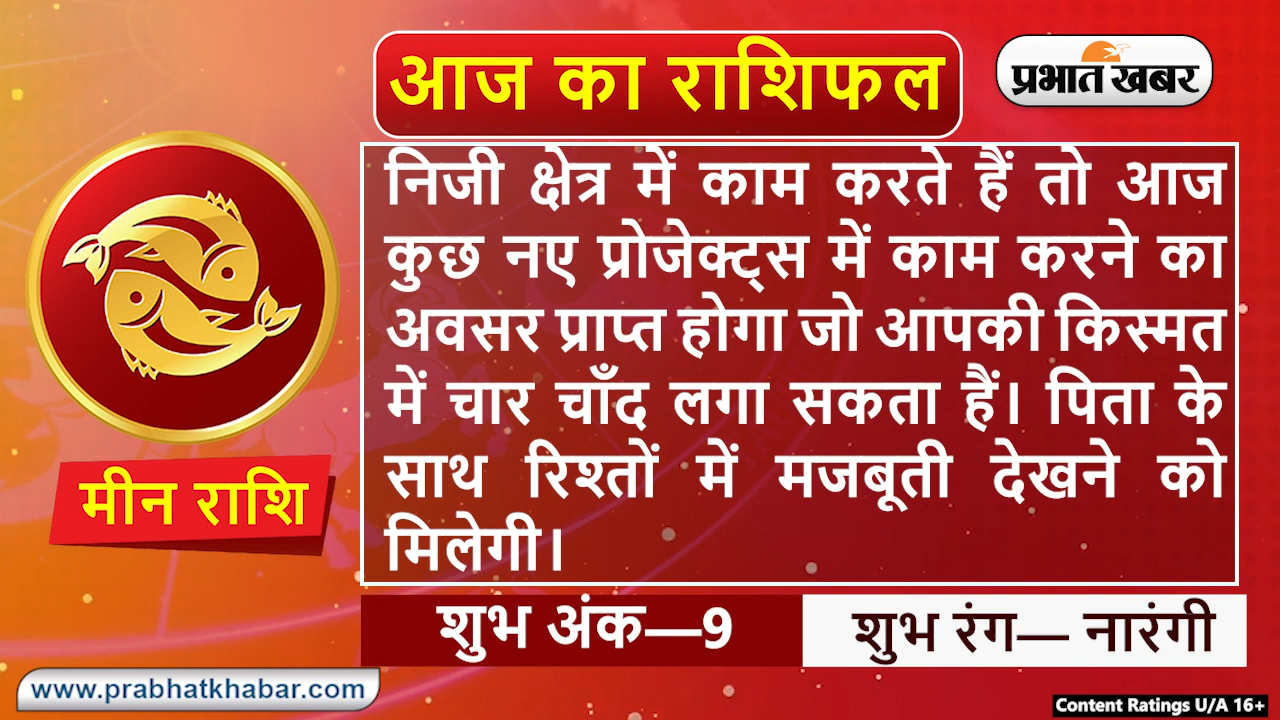 आज का राशिफल
प्रभात खबर
निजी क्षेत्र में काम करते हैं तो आज
कुछ नए प्रोजेक्ट्स में काम करने का
अवसर प्राप्त होगा जो आपकी किस्मत
में चार चाँद लगा सकता हैं। पिता के
साथ रिश्तों में मजबूती देखने को
मिलेगी।
मीन राशि
शुभ अंक—9
शुभ रंग— नारंगी
www.prabhatkhabar.com
Content Ratings U/A 16+